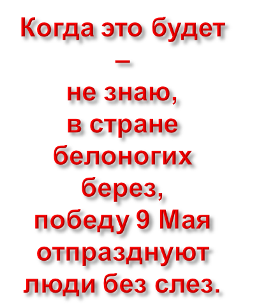 Когда это будет
–
не знаю,
в стране
белоногих
берез,
победу 9 Мая
отпразднуют
люди без слез.